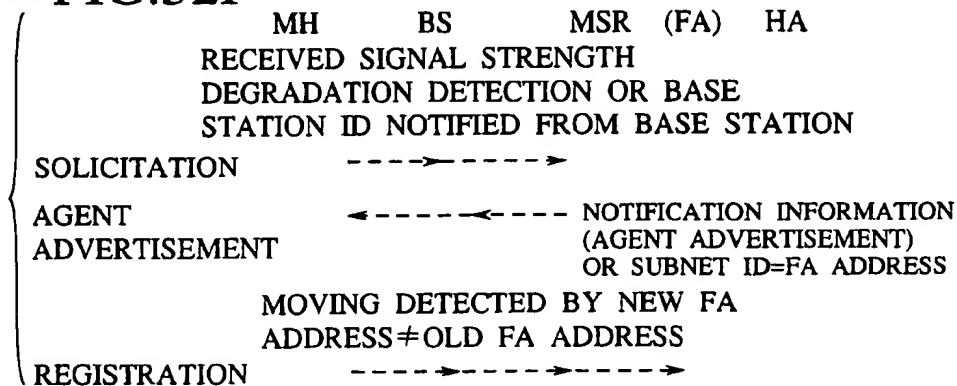 MH BS MSR (FA) HA
RECEIVED SIGNAL STRENGTH
DEGRADATION DETECTION OR BASE
STATION ID NOTIFIED FROM BASE STATION
SOLICITATION
AGENT
ADVERTISEMENT
NOTIFICATION INFORMATION
(AGENT ADVERTISEMENT)
OR SUBNET ID=FA ADDRESS
MOVING DETECTED BY NEW FA
ADDRESS≠OLD FA ADDRESS
REGISTRATION